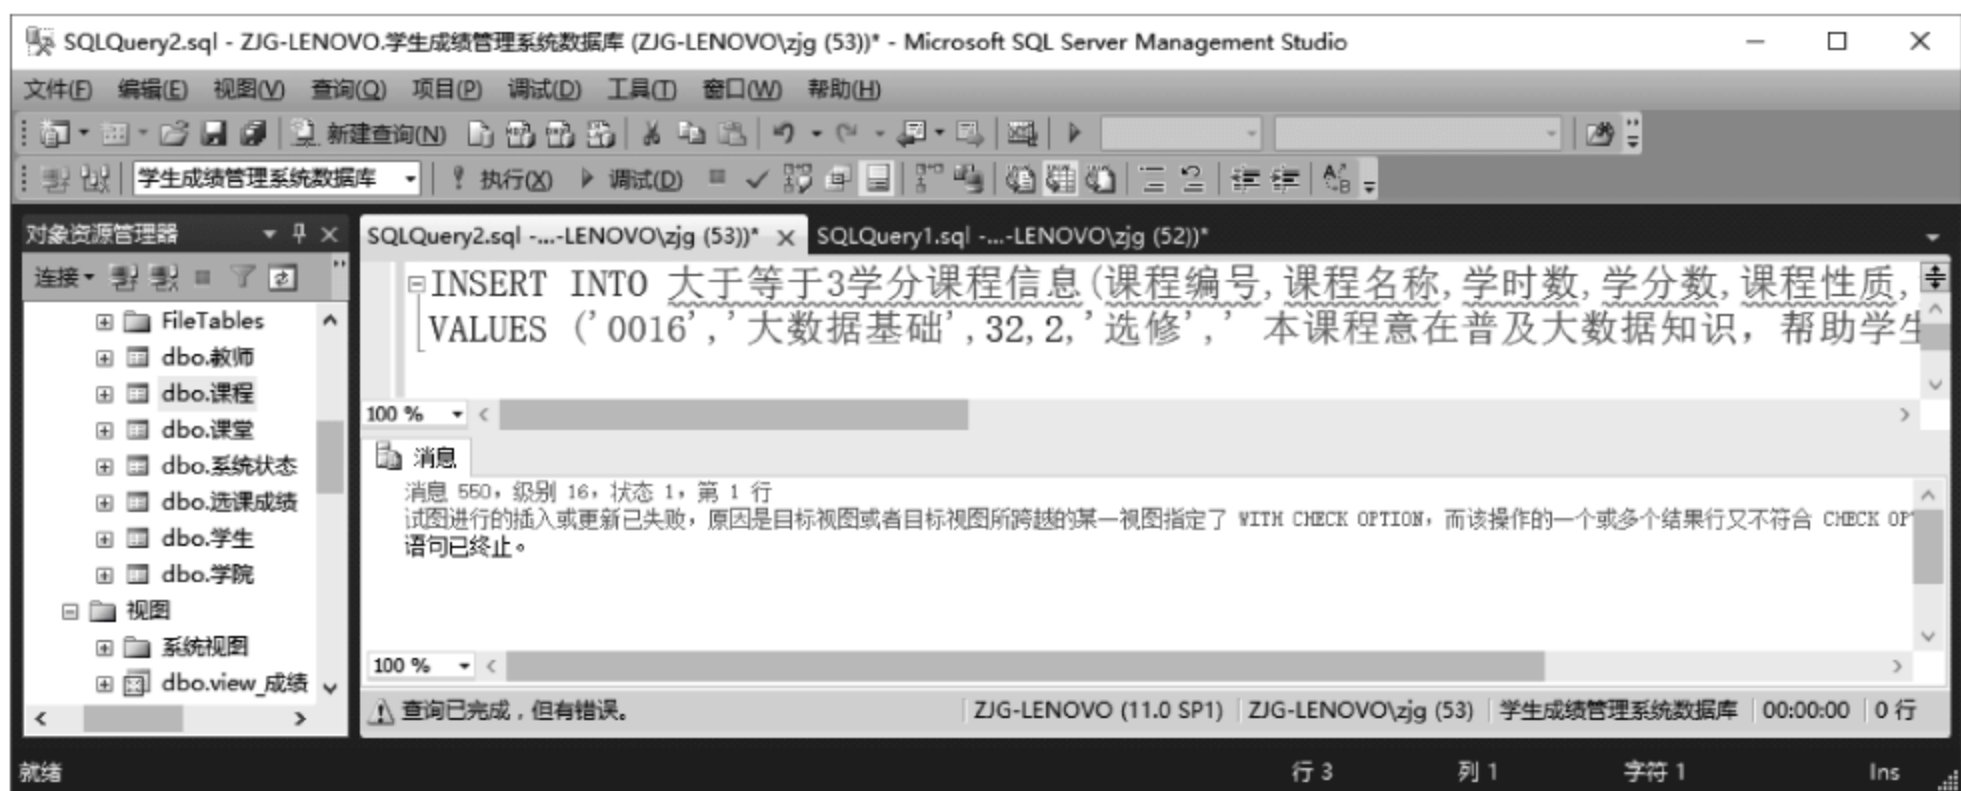 SQLQuery2.sql - ZJG-LENOVO.学生成绩管理系统数据库 (ZJG-LENOVO\zjg (53))* - Microsoft SQL Server Management Studio
文件(F) 编辑(E) 视图(V) 查询(Q) 项目(P) 调试(D) 工具(T) 窗口(W) 帮助(H)
新建查询(N)
学生成绩管理系统数据库 执行(X) 调试(D)
对象资源管理器
连接
FileTables
dbo.教师
dbo.课程
dbo.课堂
dbo.系统状态
dbo.选课成绩
dbo.学生
dbo.学院
视图
系统视图
dbo.view_成绩
SQLQuery2.sql -...-LENOVO\zjg (53))* SQLQuery1.sql -...-LENOVO\zjg (52))*
INSERT INTO 大于等于3学分课程信息(课程编号,课程名称,学时数,学分数,课程性质,
VALUES ('0016','大数据基础',32,2,'选修',' 本课程意在普及大数据知识，帮助学生
100 %
消息
消息 550，级别 16，状态 1，第 1 行
试图进行的插入或更新已失败，原因是目标视图或者目标视图所跨越的某一视图指定了 WITH CHECK OPTION，而该操作的一个或多个结果行又不符合 CHECK OP
语句已终止。
100 %
查询已完成，但有错误。 ZJG-LENOVO (11.0 SP1) ZJG-LENOVO\zjg (53) 学生成绩管理系统数据库 00:00:00 0 行
就绪 行 3 列 1 字符 1 Ins